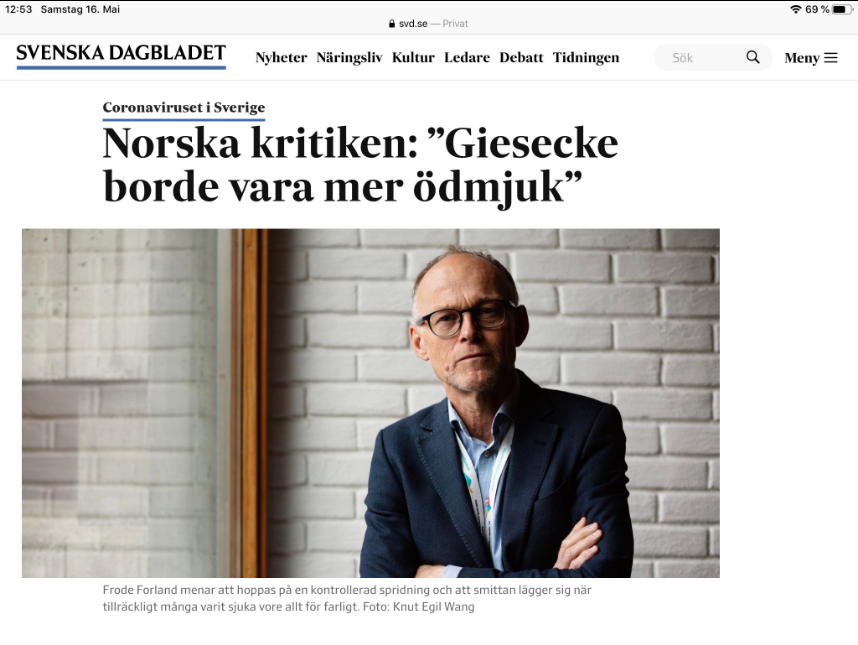 12:53 Samstag 16. Mai
69 %
svd.se — Privat
SVENSKA DAGBLADET
Nyheter Näringsliv Kultur Ledare Debatt Tidningen
Sök
Meny
Coronaviruset i Sverige
Norska kritiken: ”Giesecke
borde vara mer ödmjuk”
Frode Forland menar att hoppas på en kontrollerad spridning och att smittan lägger sig när
tillräckligt många varit sjuka vore allt för farligt. Foto: Knut Egil Wang